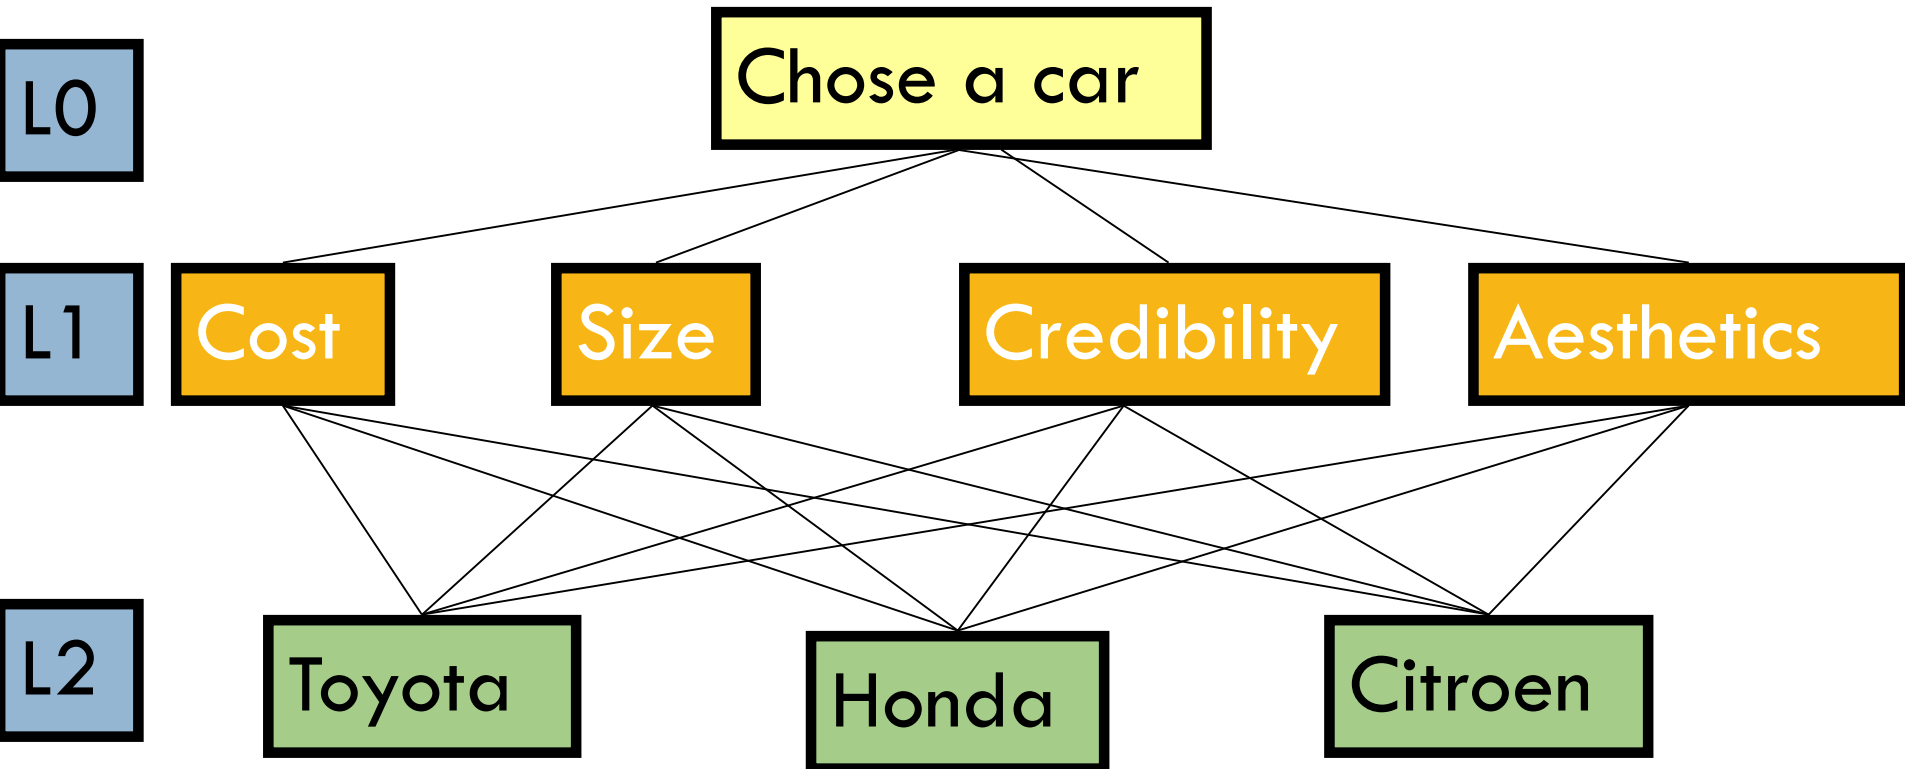 L0
Chose a car
L1
Cost
Size
Credibility
Aesthetics
L2
Toyota
Honda
Citroen